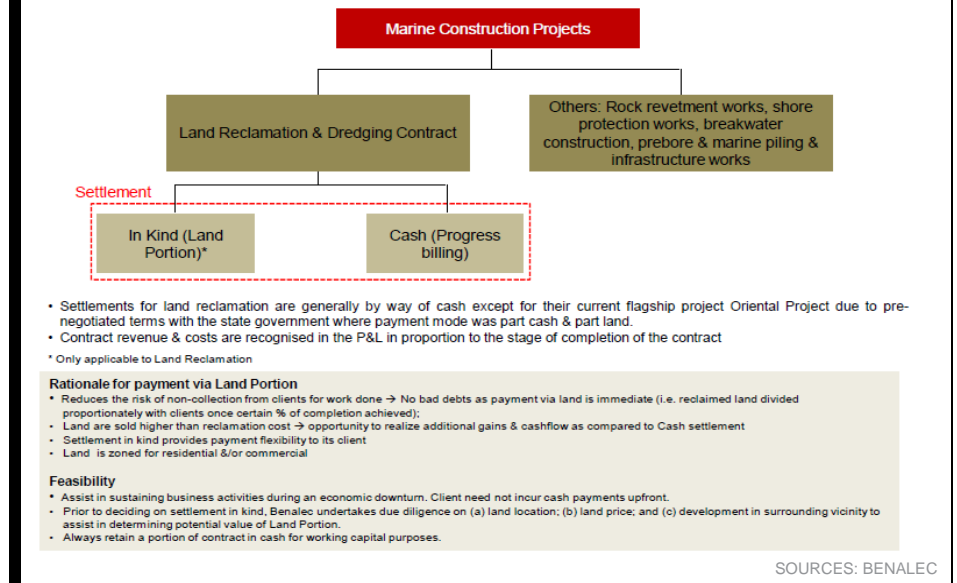 Marine Construction Projects
Land Reclamation & Dredging Contract
Others: Rock revetment works, shore
protection works, breakwater
construction, prebore & marine piling &
infrastructure works
Settlement
In Kind (Land
Portion)*
Cash (Progress
billing)
• Settlements for land reclamation are generally by way of cash except for their current flagship project Oriental Project due to pre-
negotiated terms with the state government where payment mode was part cash & part land.
• Contract revenue & costs are recognised in the P&L in proportion to the stage of completion of the contract
* Only applicable to Land Reclamation
Rationale for payment via Land Portion
• Reduces the risk of non-collection from clients for work done → No bad debts as payment via land is immediate (i.e. reclaimed land divided
proportionately with clients once certain % of completion achieved);
• Land are sold higher than reclamation cost → opportunity to realize additional gains & cashflow as compared to Cash settlement
• Settlement in kind provides payment flexibility to its client
• Land is zoned for residential &/or commercial
Feasibility
• Assist in sustaining business activities during an economic downturn. Client need not incur cash payments upfront.
• Prior to deciding on settlement in kind, Benalec undertakes due diligence on (a) land location; (b) land price; and (c) development in surrounding vicinity to
assist in determining potential value of Land Portion.
• Always retain a portion of contract in cash for working capital purposes.
SOURCES: BENALEC